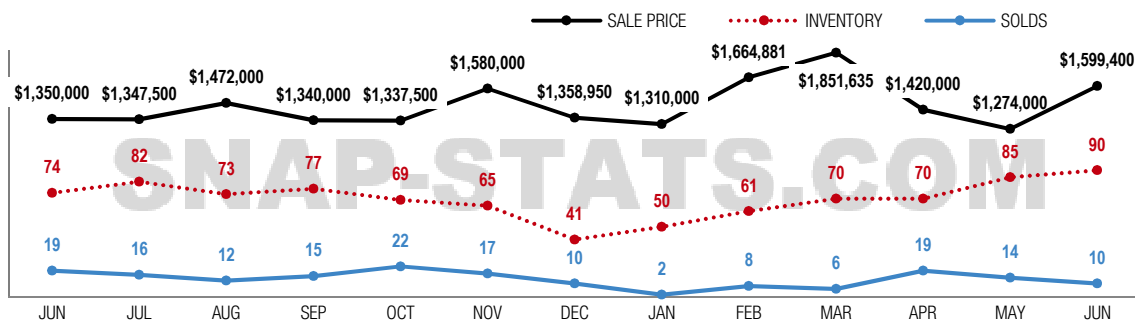 SALE PRICE INVENTORY SOLDS
$1,350,000 $1,347,500 $1,472,000 $1,340,000 $1,337,500 $1,580,000 $1,358,950 $1,310,000 $1,664,881 $1,851,635 $1,420,000 $1,274,000 $1,599,400
74 82 73 77 69 65 41 50 61 70 70 85 90
SNAP-STATS.COM
19 16 12 15 22 17 10 2 8 6 19 14 10
JUN JUL AUG SEP OCT NOV DEC JAN FEB MAR APR MAY JUN